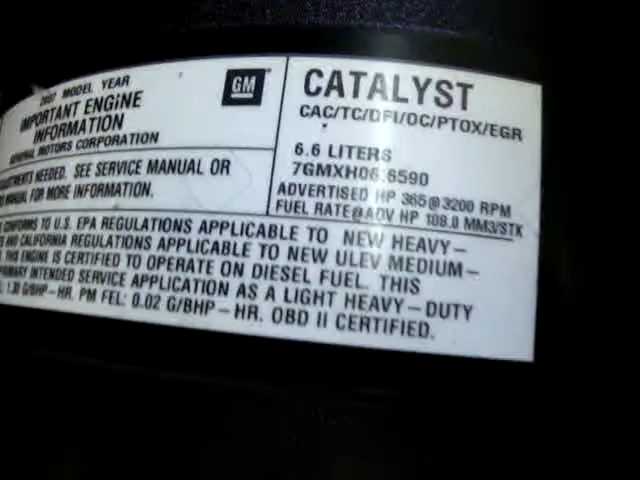 2007 MODEL YEAR
IMPORTANT ENGINE
INFORMATION
GENERAL MOTORS CORPORATION
GM
NEEDED. SEE SERVICE MANUAL OR
MANUAL FOR MORE INFORMATION.
CATALYST
CAC/TC/DFI/OC/PTOX/EGR
6.6 LITERS
7GMXH06.6590
ADVERTISED HP 365@3200 RPM
FUEL RATE@ADV HP 108.0 MM3/STK
CONFORMS TO U.S. EPA REGULATIONS APPLICABLE TO NEW HEAVY-
AND CALIFORNIA REGULATIONS APPLICABLE TO NEW ULEV MEDIUM-
THIS ENGINE IS CERTIFIED TO OPERATE ON DIESEL FUEL. THIS
INTENDED SERVICE APPLICATION AS A LIGHT HEAVY-DUTY
G/BHP-HR. PM FEL: 0.02 G/BHP-HR. OBD II CERTIFIED.